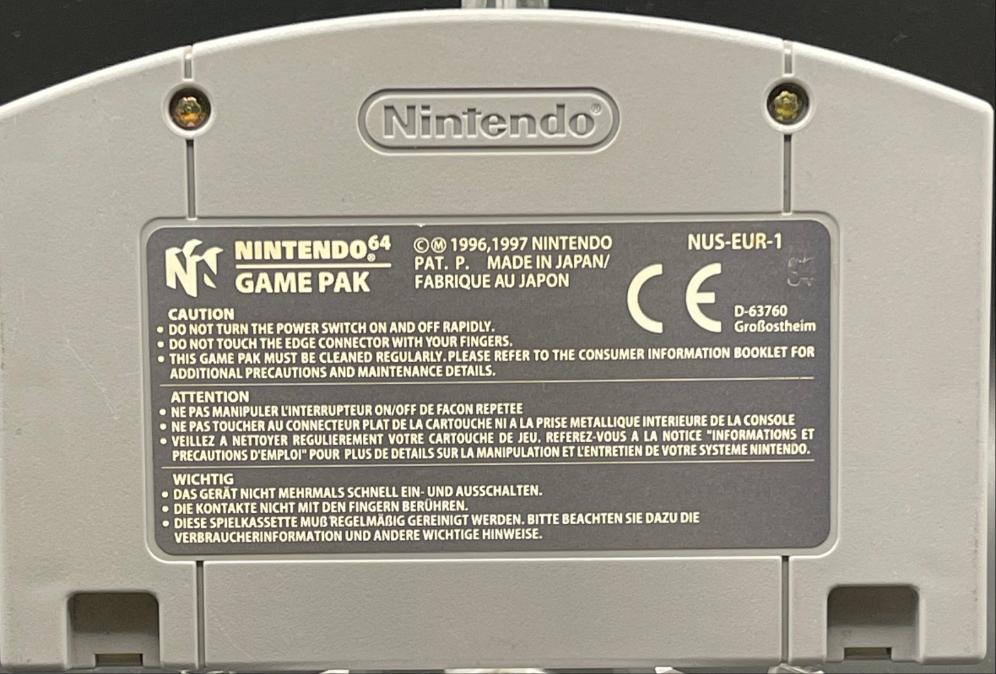 Nintendo®
NINTENDO64®
GAME PAK
©Ⓜ 1996,1997 NINTENDO
PAT. P. MADE IN JAPAN/
FABRIQUE AU JAPON
NUS-EUR-1
CE
D-63760
Großostheim
CAUTION
• DO NOT TURN THE POWER SWITCH ON AND OFF RAPIDLY.
• DO NOT TOUCH THE EDGE CONNECTOR WITH YOUR FINGERS.
• THIS GAME PAK MUST BE CLEANED REGULARLY. PLEASE REFER TO THE CONSUMER INFORMATION BOOKLET FOR
ADDITIONAL PRECAUTIONS AND MAINTENANCE DETAILS.
ATTENTION
• NE PAS MANIPULER L'INTERRUPTEUR ON/OFF DE FACON REPETEE
• NE PAS TOUCHER AU CONNECTEUR PLAT DE LA CARTOUCHE NI A LA PRISE METALLIQUE INTERIEURE DE LA CONSOLE
• VEILLEZ A NETTOYER REGULIEREMENT VOTRE CARTOUCHE DE JEU. REFEREZ-VOUS A LA NOTICE "INFORMATIONS ET
PRECAUTIONS D'EMPLOI" POUR PLUS DE DETAILS SUR LA MANIPULATION ET L'ENTRETIEN DE VOTRE SYSTEME NINTENDO.
WICHTIG
• DAS GERÄT NICHT MEHRMALS SCHNELL EIN- UND AUSSCHALTEN.
• DIE KONTAKTE NICHT MIT DEN FINGERN BERÜHREN.
• DIESE SPIELKASSETTE MUß REGELMÄßIG GEREINIGT WERDEN. BITTE BEACHTEN SIE DAZU DIE
VERBRAUCHERINFORMATION UND ANDERE WICHTIGE HINWEISE.